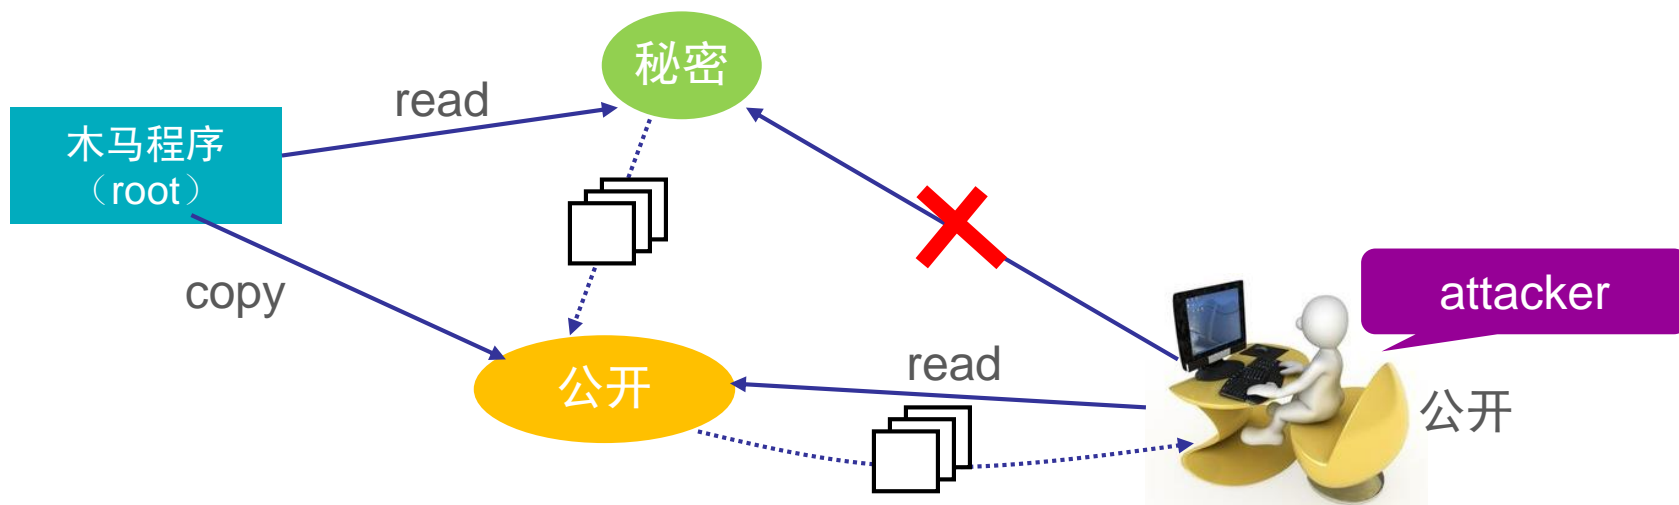 秘密
read
木马程序
（root）
copy
attacker
read
公开
公开